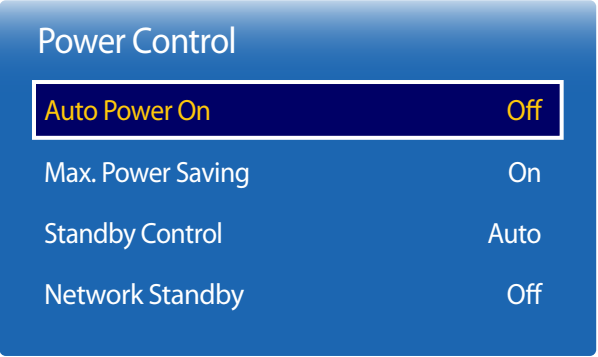 Power Control
Auto Power On Off
Max. Power Saving On
Standby Control Auto
Network Standby Off